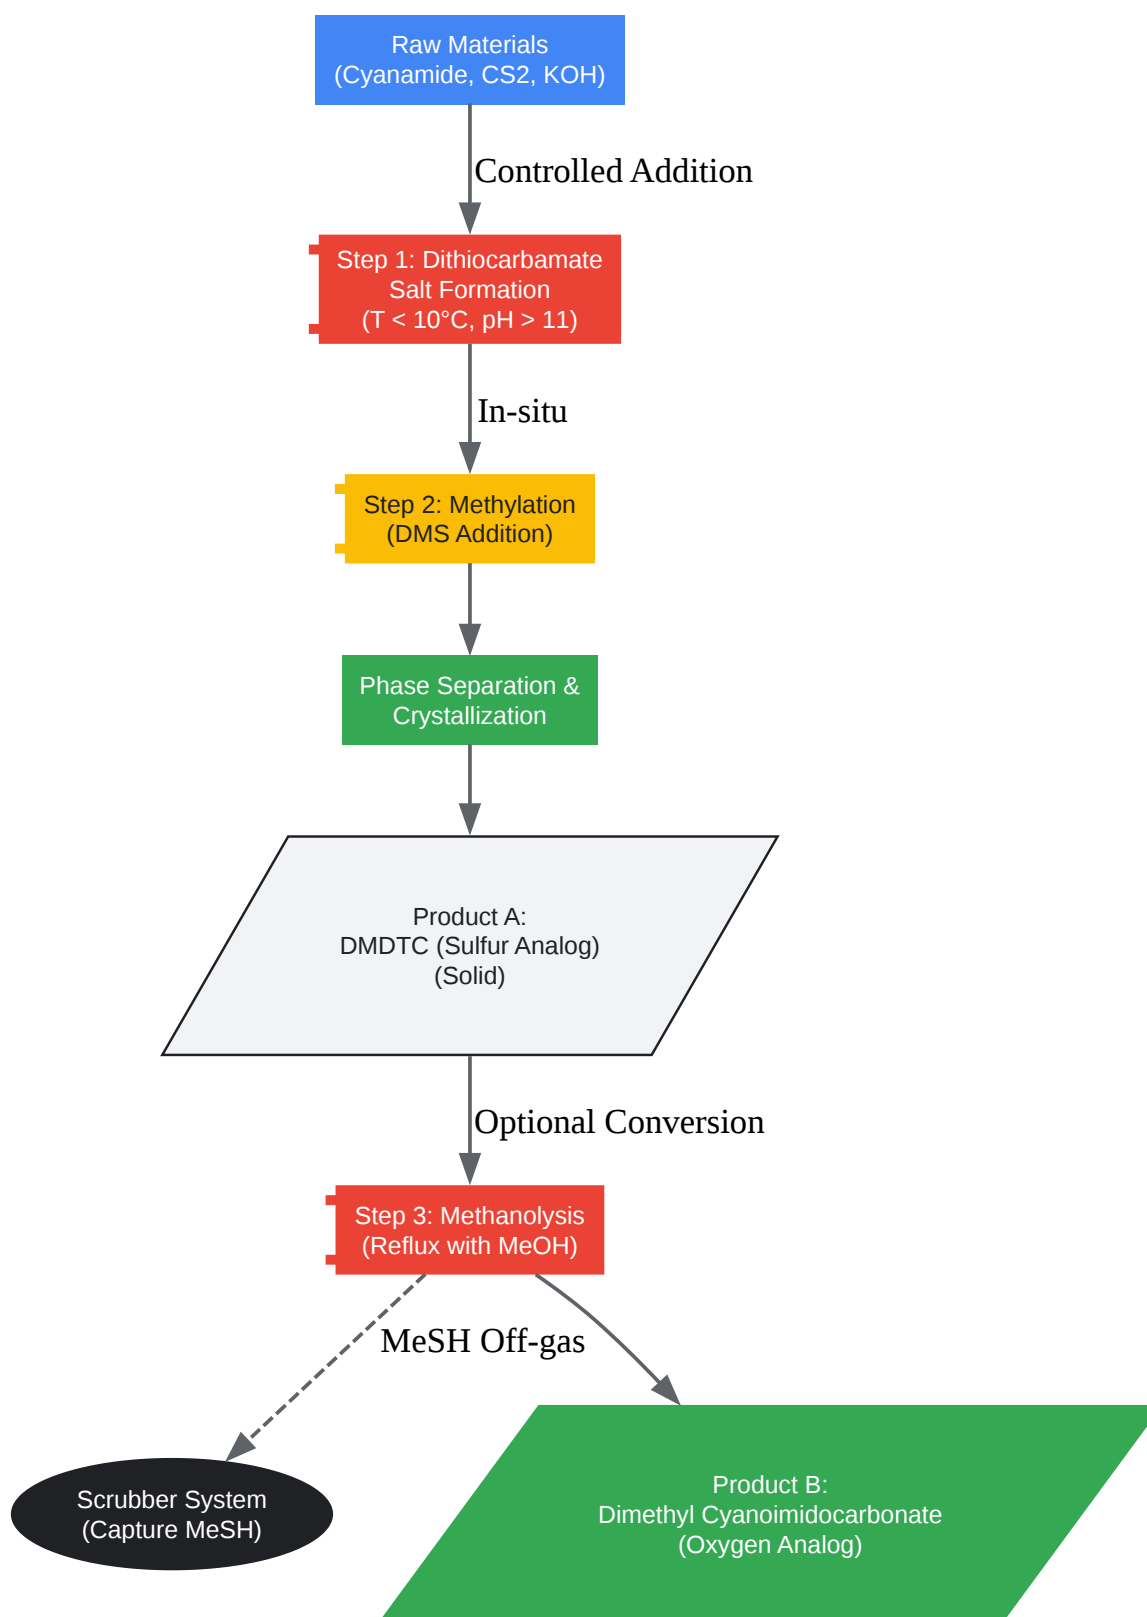 Raw Materials
(Cyanamide, CS2, KOH)
Controlled Addition
Step 1: Dithiocarbamate
Salt Formation
(T < 10°C, pH > 11)
In-situ
Step 2: Methylation
(DMS Addition)
Phase Separation &
Crystallization
Product A:
DMDTC (Sulfur Analog)
(Solid)
Optional Conversion
Step 3: Methanolysis
(Reflux with MeOH)
MeSH Off-gas
Scrubber System
(Capture MeSH)
Product B:
Dimethyl Cyanoimidocarbonate
(Oxygen Analog)